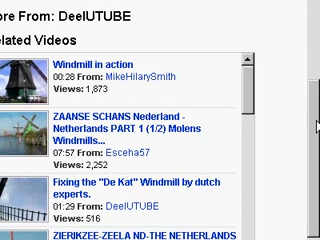 ore From: DeelUTUBE
elated Videos
Windmill in action
00:28 From: MikeHilarySmith
Views: 1,873
ZAANSE SCHANS Nederland -
Netherlands PART 1 (1/2) Molens
Windmills...
07:57 From: Esceha57
Views: 2,252
Fixing the "De Kat" Windmill by dutch
experts.
01:29 From: DeelUTUBE
Views: 516
ZIERIKZEE-ZEELA ND-THE NETHERLANDS